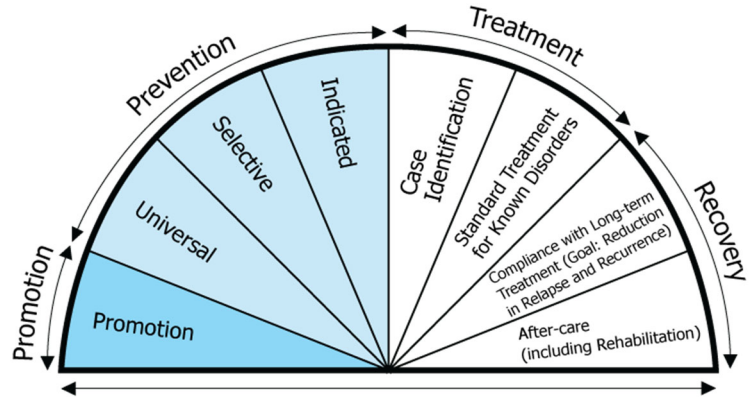 Promotion
Prevention
Treatment
Recovery
Promotion
Universal
Selective
Indicated
Case
Identification
Standard Treatment
for Known Disorders
Compliance with Long-term
Treatment (Goal: Reduction
in Relapse and Recurrence)
After-care
(including Rehabilitation)